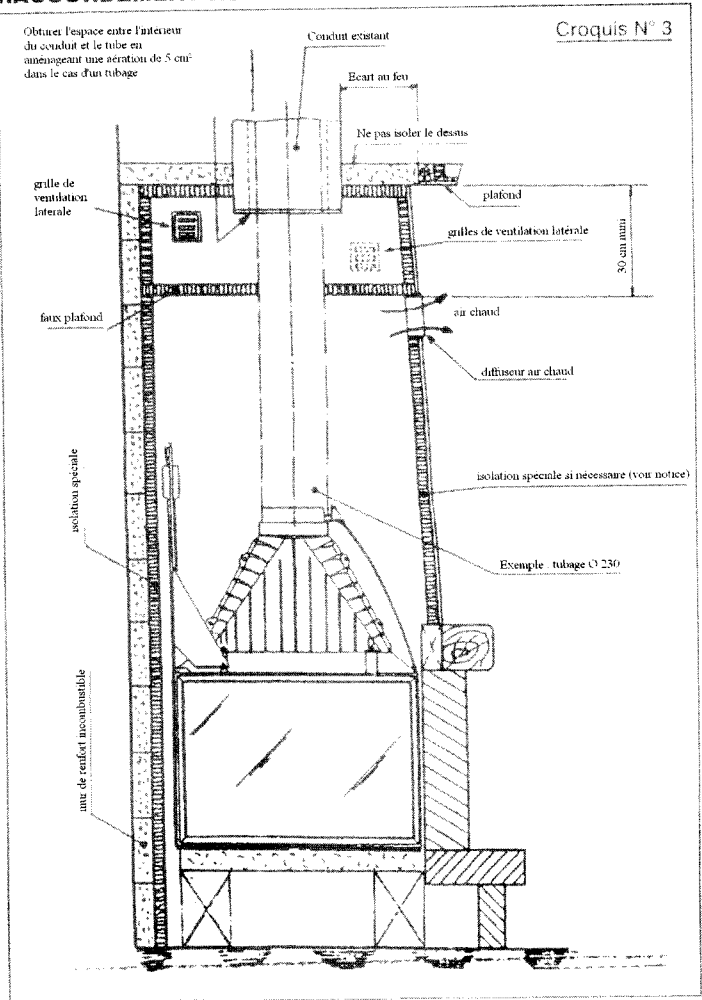 Croquis N° 3
Obturer l'espace entre l'intérieur
du conduit et le tube en
aménageant une aération de 5 cm²
dans le cas d'un tubage
Conduit existant
Ecart au feu
Ne pas isoler le dessus
plafond
grille de
ventilation
laterale
grilles de ventilation latérale
30 cm mini
faux plafond
air chaud
diffuseur air chaud
isolation spéciale
isolation spéciale si nécessaire (voir notice)
Exemple : tubage O 230
mur de renfort incombustible